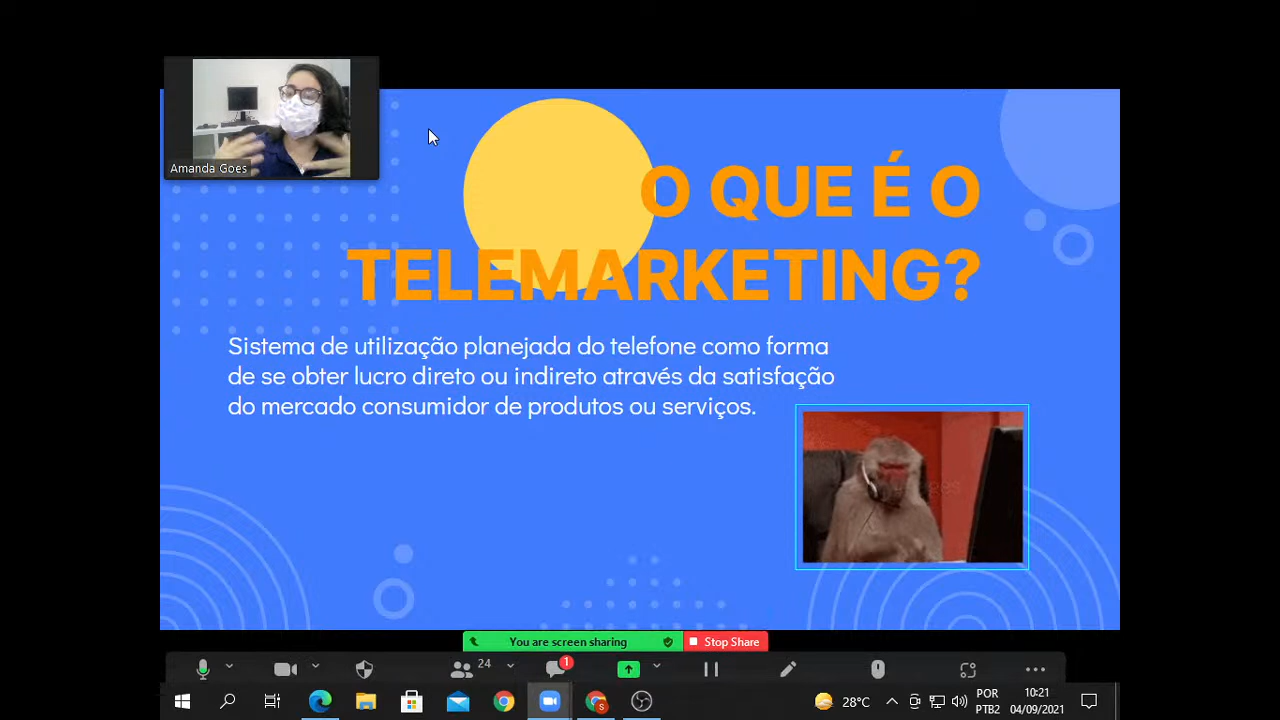 Amanda Goes
O QUE É O
TELEMARKETING?
Sistema de utilização planejada do telefone como forma
de se obter lucro direto ou indireto através da satisfação
do mercado consumidor de produtos ou serviços.
You are screen sharing
Stop Share
24
1
28°C
POR
PTB2
10:21
04/09/2021